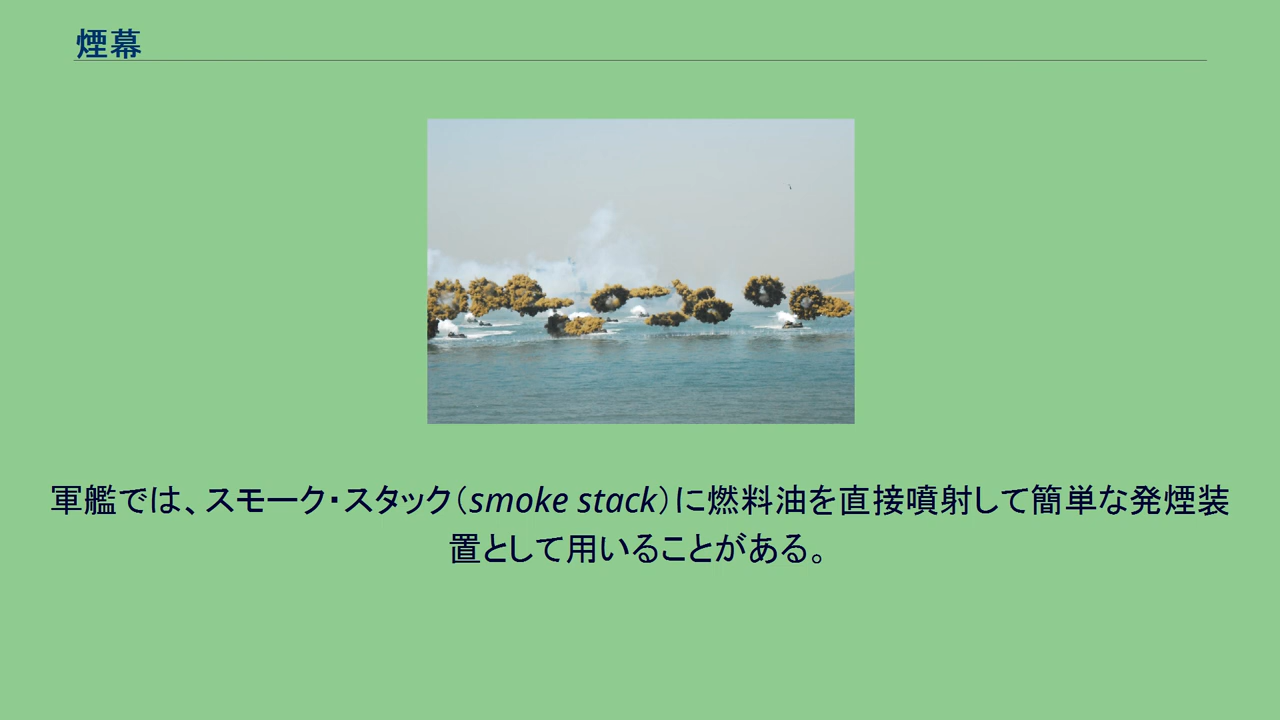 煙幕
軍艦では、スモーク・スタック（smoke stack）に燃料油を直接噴射して簡単な発煙装
置として用いることがある。